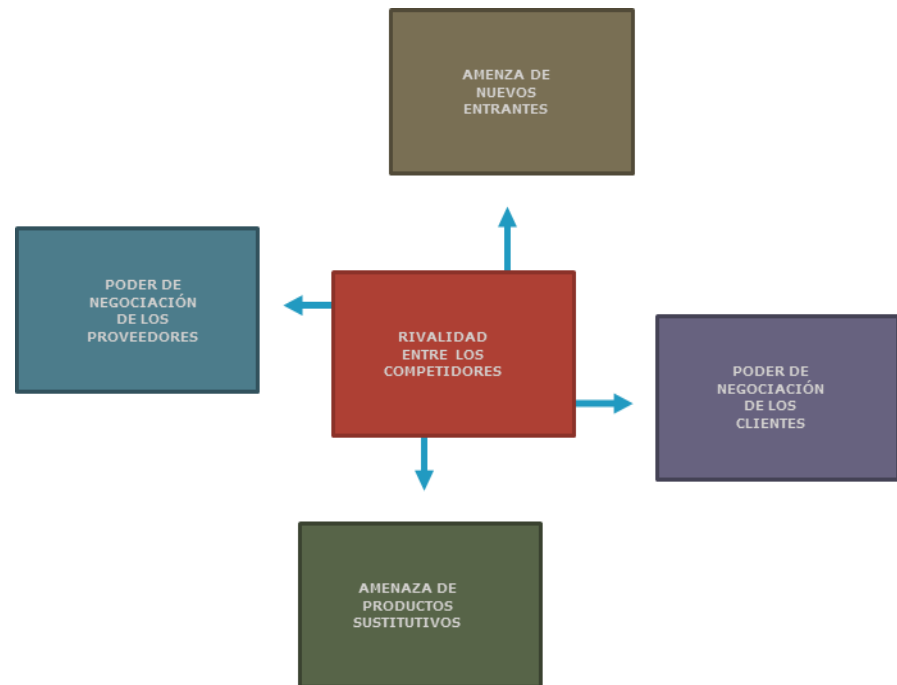 AMENZA DE
NUEVOS
ENTRANTES
PODER DE
NEGOCIACIÓN
DE LOS
PROVEEDORES
RIVALIDAD
ENTRE LOS
COMPETIDORES
PODER DE
NEGOCIACIÓN
DE LOS
CLIENTES
AMENAZA DE
PRODUCTOS
SUSTITUTIVOS